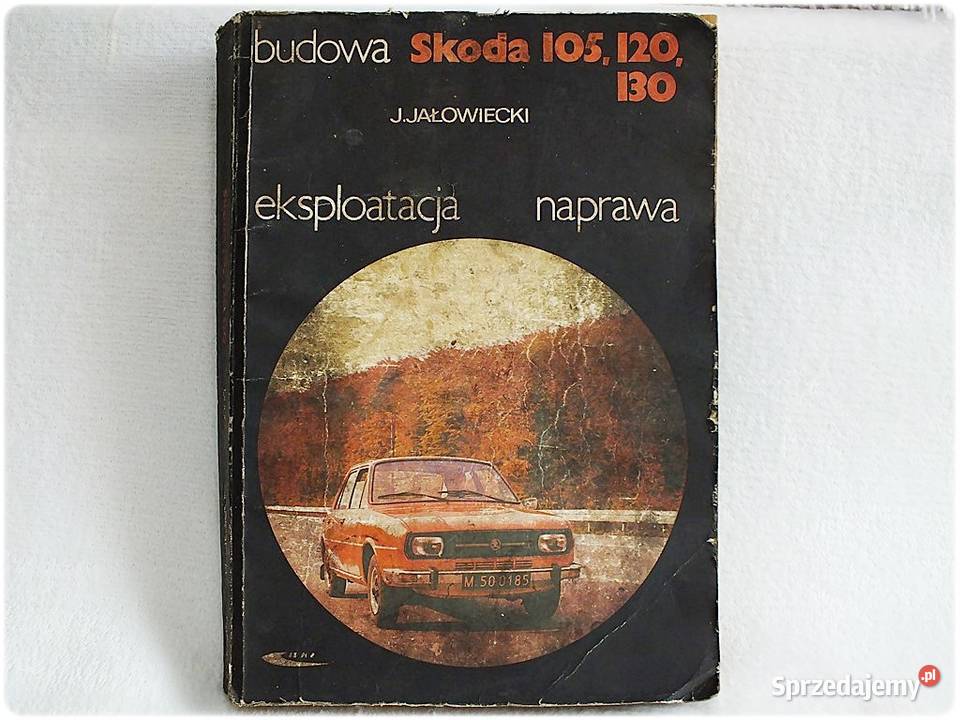 budowa Skoda 105, 120,
130
J. JAŁOWIECKI
eksploatacja naprawa
M.50 0185
Sprzedajemy.pl